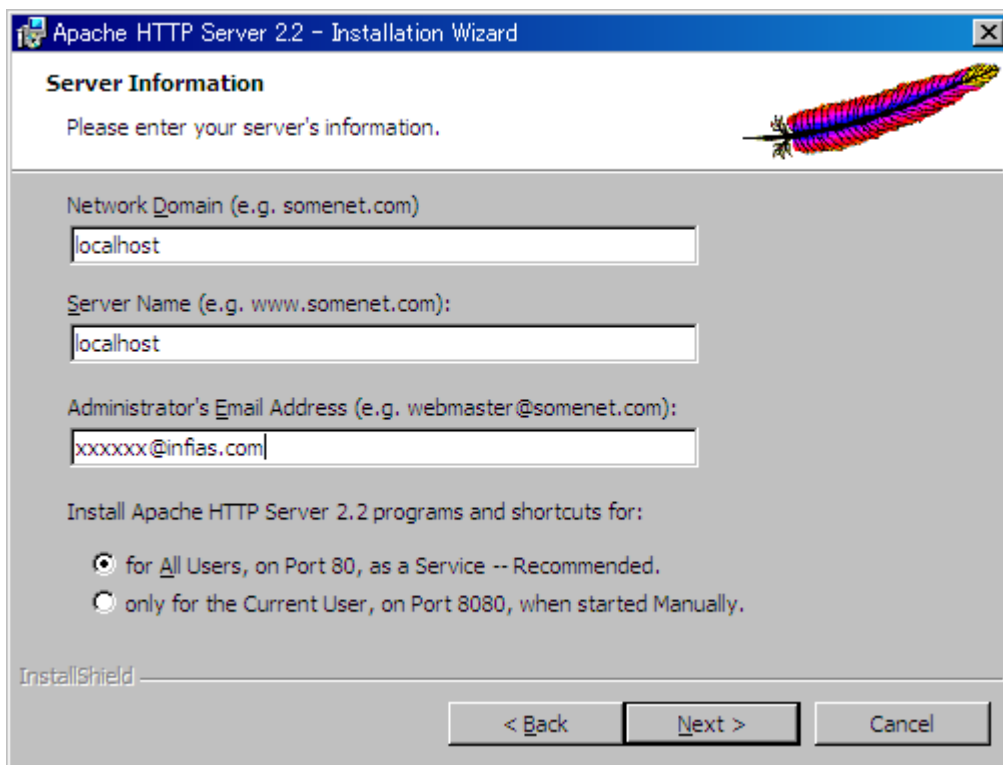 Apache HTTP Server 2.2 - Installation Wizard
Server Information
Please enter your server's information.
Network Domain (e.g. somenet.com)
localhost
Server Name (e.g. www.somenet.com):
localhost
Administrator's Email Address (e.g. webmaster@somenet.com):
xxxxxx@infias.com
Install Apache HTTP Server 2.2 programs and shortcuts for:
for All Users, on Port 80, as a Service -- Recommended.
only for the Current User, on Port 8080, when started Manually.
InstallShield
< Back Next > Cancel